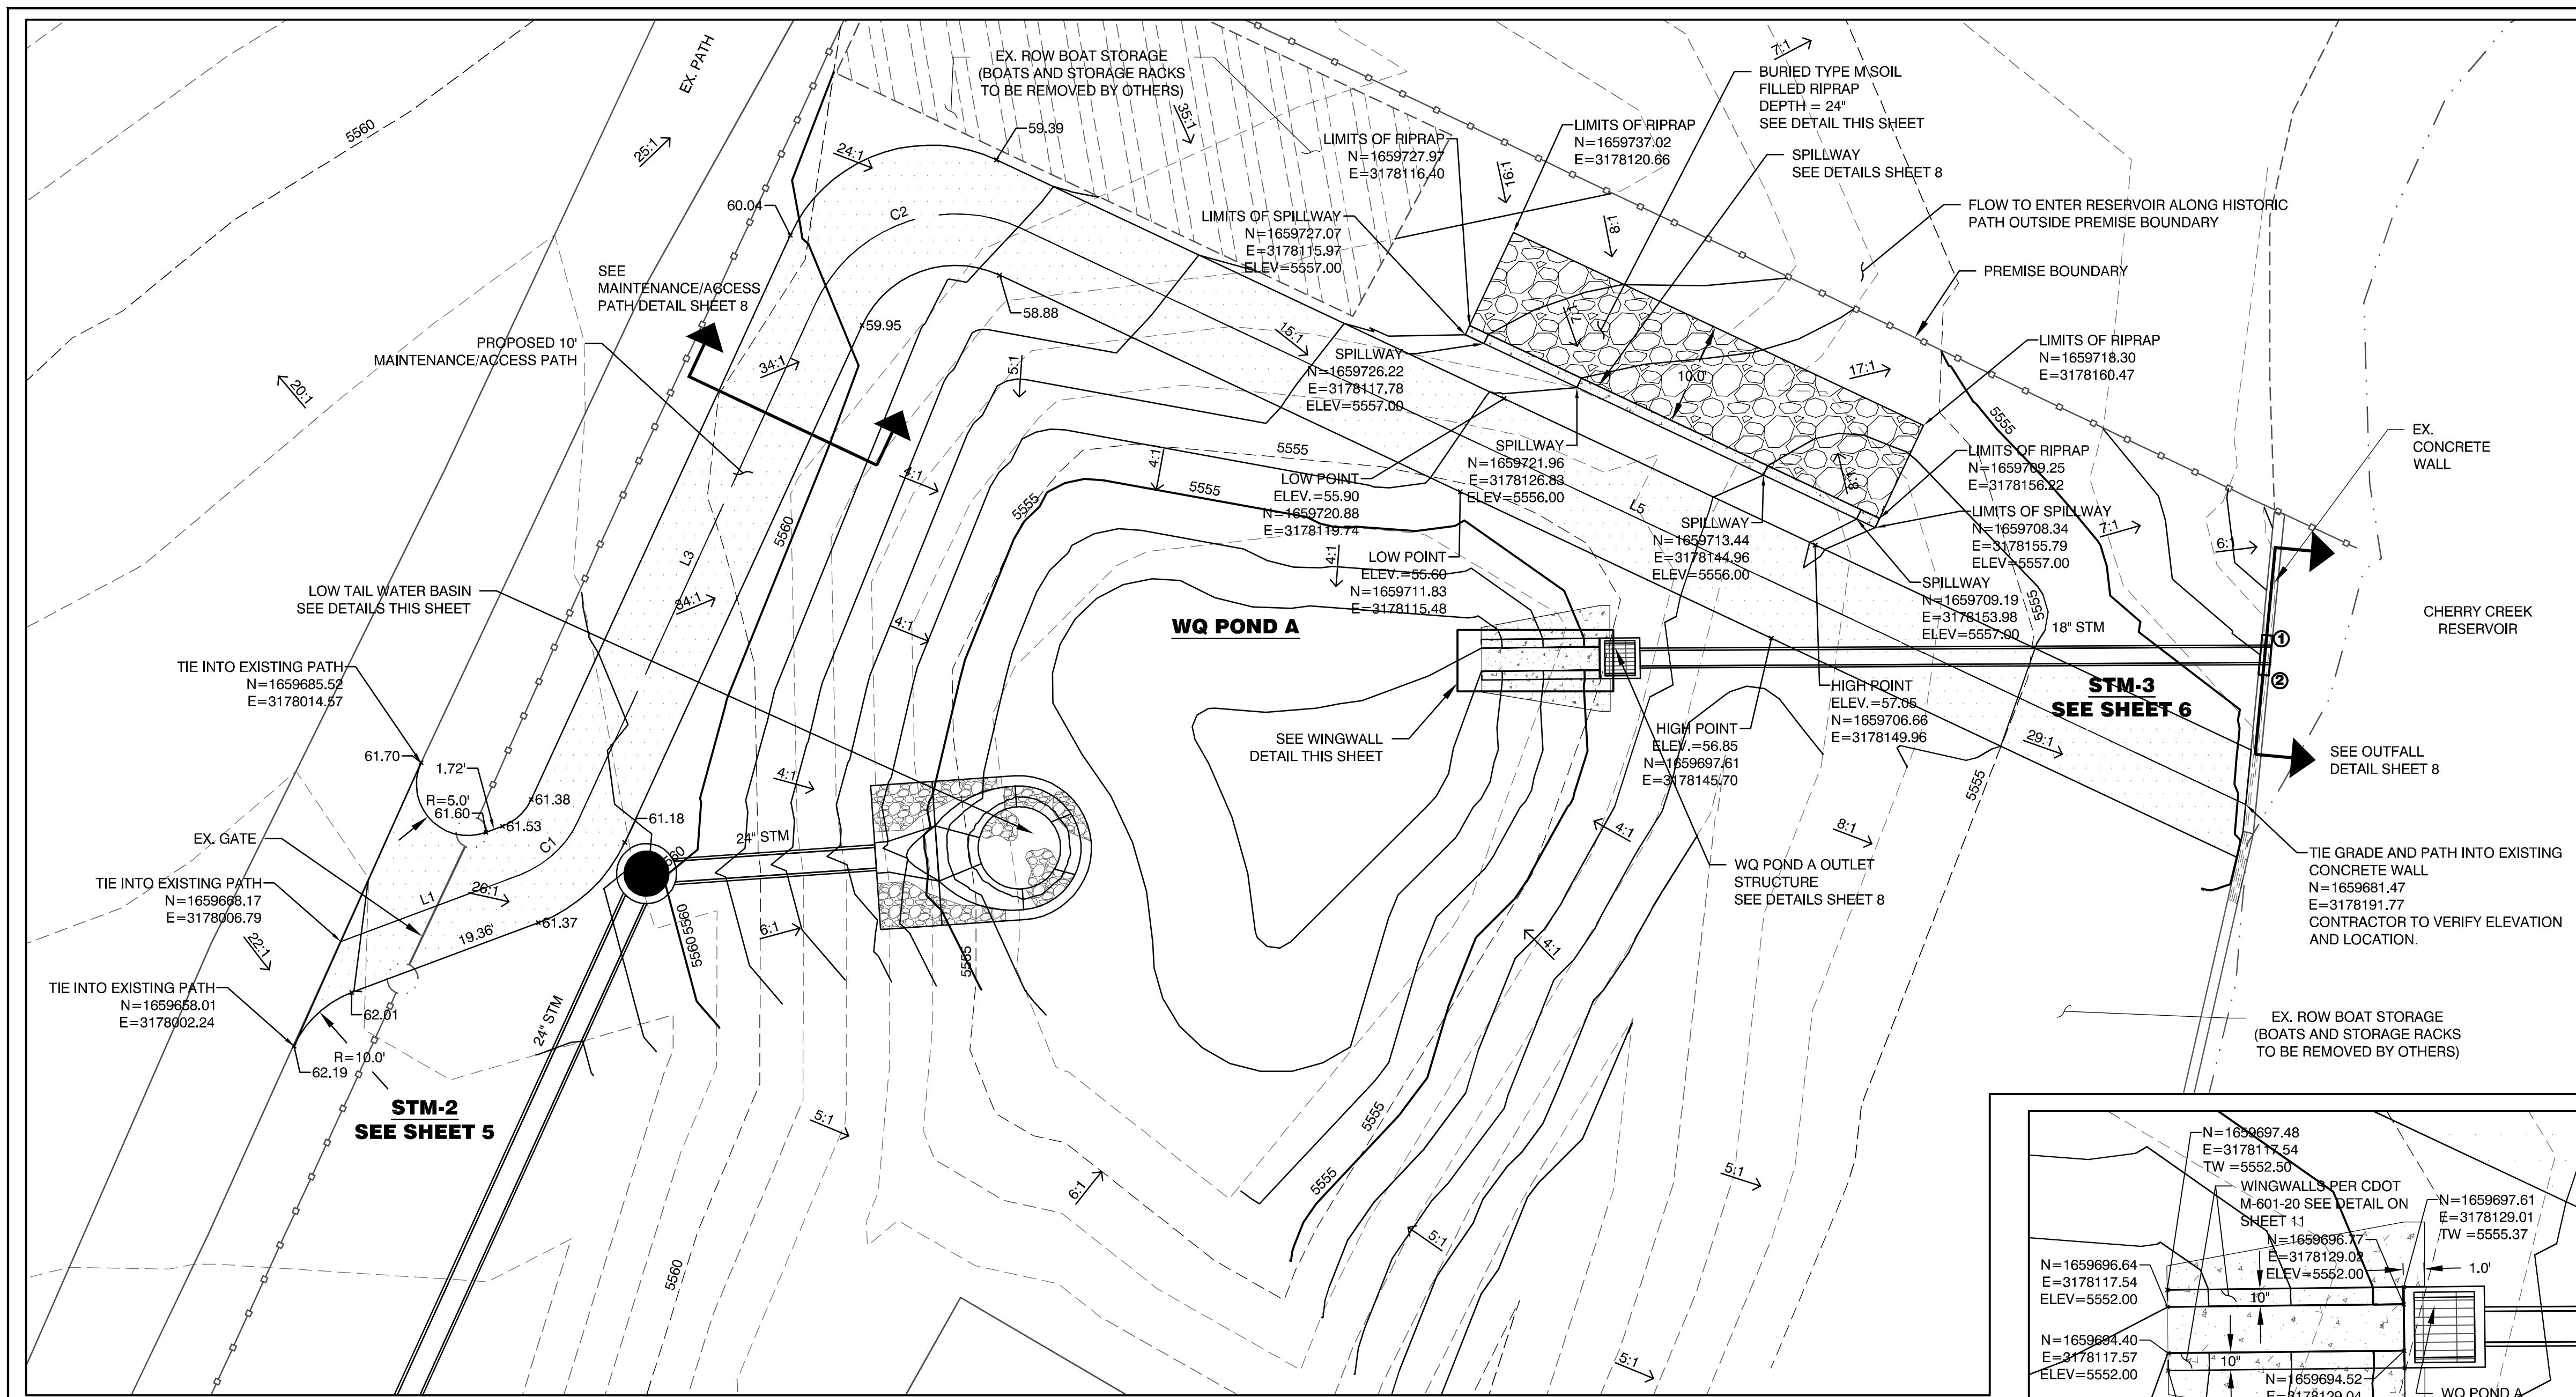 EX. PATH
5560
25:1
EX. ROW BOAT STORAGE
(BOATS AND STORAGE RACKS
TO BE REMOVED BY OTHERS)
35:1
59.39
24:1
60.04
C2
7:1
BURIED TYPE M SOIL
FILLED RIPRAP
DEPTH = 24"
SEE DETAIL THIS SHEET
LIMITS OF RIPRAP
N=1659727.97
E=3178116.40
LIMITS OF RIPRAP
N=1659737.02
E=3178120.66
16:1
8:1
SPILLWAY
SEE DETAILS SHEET 8
FLOW TO ENTER RESERVOIR ALONG HISTORIC
PATH OUTSIDE PREMISE BOUNDARY
LIMITS OF SPILLWAY
N=1659727.07
E=3178115.97
ELEV=5557.00
PREMISE BOUNDARY
SEE
MAINTENANCE/ACCESS
PATH DETAIL SHEET 8
PROPOSED 10'
MAINTENANCE/ACCESS PATH
59.95
58.88
34:1
20:1
15:1
5:1
7:1
10.0'
17:1
SPILLWAY
N=1659726.22
E=3178117.78
ELEV=5557.00
LIMITS OF RIPRAP
N=1659718.30
E=3178160.47
5555
EX.
CONCRETE
WALL
SPILLWAY
N=1659721.96
E=3178126.83
ELEV=5556.00
4:1
4:1
5555
5555
5555
LOW POINT
ELEV.=55.90
N=1659720.88
E=3178119.74
L5
8:1
LIMITS OF RIPRAP
N=1659709.25
E=3178156.22
LIMITS OF SPILLWAY
N=1659708.34
E=3178155.79
ELEV=5557.00
7:1
6:1
SPILLWAY
N=1659713.44
E=3178144.96
ELEV=5556.00
LOW POINT
ELEV.=55.60
N=1659711.83
E=3178115.48
4:1
SPILLWAY
N=1659709.19
E=3178153.98
ELEV=5557.00
5555
18" STM
5560
L3
34:1
4:1
LOW TAIL WATER BASIN
SEE DETAILS THIS SHEET
WQ POND A
CHERRY CREEK
RESERVOIR
1
2
TIE INTO EXISTING PATH
N=1659685.52
E=3178014.57
HIGH POINT
ELEV.=57.05
N=1659706.66
E=3178149.96
STM-3
SEE SHEET 6
SEE WINGWALL
DETAIL THIS SHEET
HIGH POINT
ELEV.=56.85
N=1659697.61
E=3178145.70
29:1
SEE OUTFALL
DETAIL SHEET 8
61.70
1.72'
R=5.0'
61.60
61.38
61.53
61.18
4:1
5555
EX. GATE
C1
24" STM
5560
4:1
8:1
WQ POND A OUTLET
STRUCTURE
SEE DETAILS SHEET 8
TIE GRADE AND PATH INTO EXISTING
CONCRETE WALL
N=1659681.47
E=3178191.77
CONTRACTOR TO VERIFY ELEVATION
AND LOCATION.
TIE INTO EXISTING PATH
N=1659668.17
E=3178006.79
L1
26:1
19.36'
61.37
22:1
5560
5560
6:1
5555
4:1
TIE INTO EXISTING PATH
N=1659658.01
E=3178002.24
62.01
R=10.0'
62.19
24" STM
EX. ROW BOAT STORAGE
(BOATS AND STORAGE RACKS
TO BE REMOVED BY OTHERS)
STM-2
SEE SHEET 5
5:1
5555
5555
6:1
5:1
5:1
5560
5:1
N=1659697.48
E=3178117.54
TW =5552.50
WINGWALLS PER CDOT
M-601-20 SEE DETAIL ON
SHEET 11
N=1659697.61
E=3178129.01
TW =5555.37
N=1659696.77
E=3178129.02
ELEV=5552.00
1.0'
N=1659696.64
E=3178117.54
ELEV=5552.00
10"
N=1659694.40
E=3178117.57
ELEV=5552.00
10"
N=1659694.52
E=3178129.04
WQ POND A